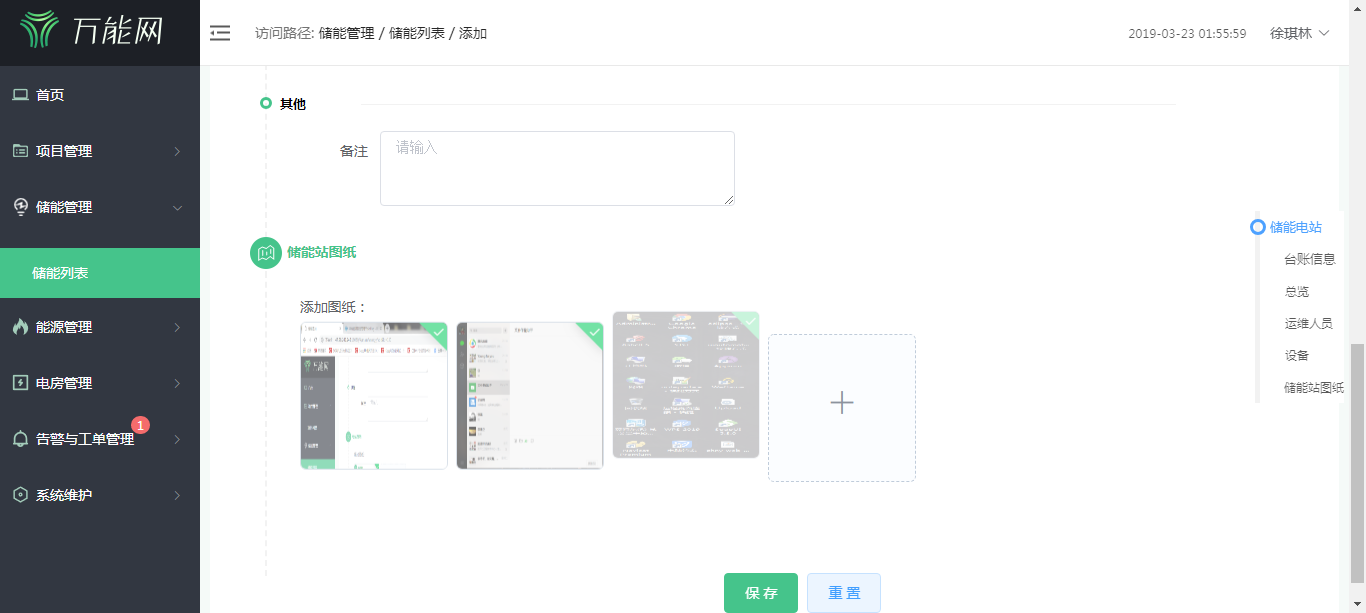 万能网
访问路径: 储能管理 / 储能列表 / 添加
2019-03-23 01:55:59
徐琪林
首页
项目管理
储能管理
储能列表
能源管理
电房管理
告警与工单管理
1
系统维护
其他
备注
请输入
储能站图纸
添加图纸：
储能电站
台账信息
总览
运维人员
设备
储能站图纸
保存
重置